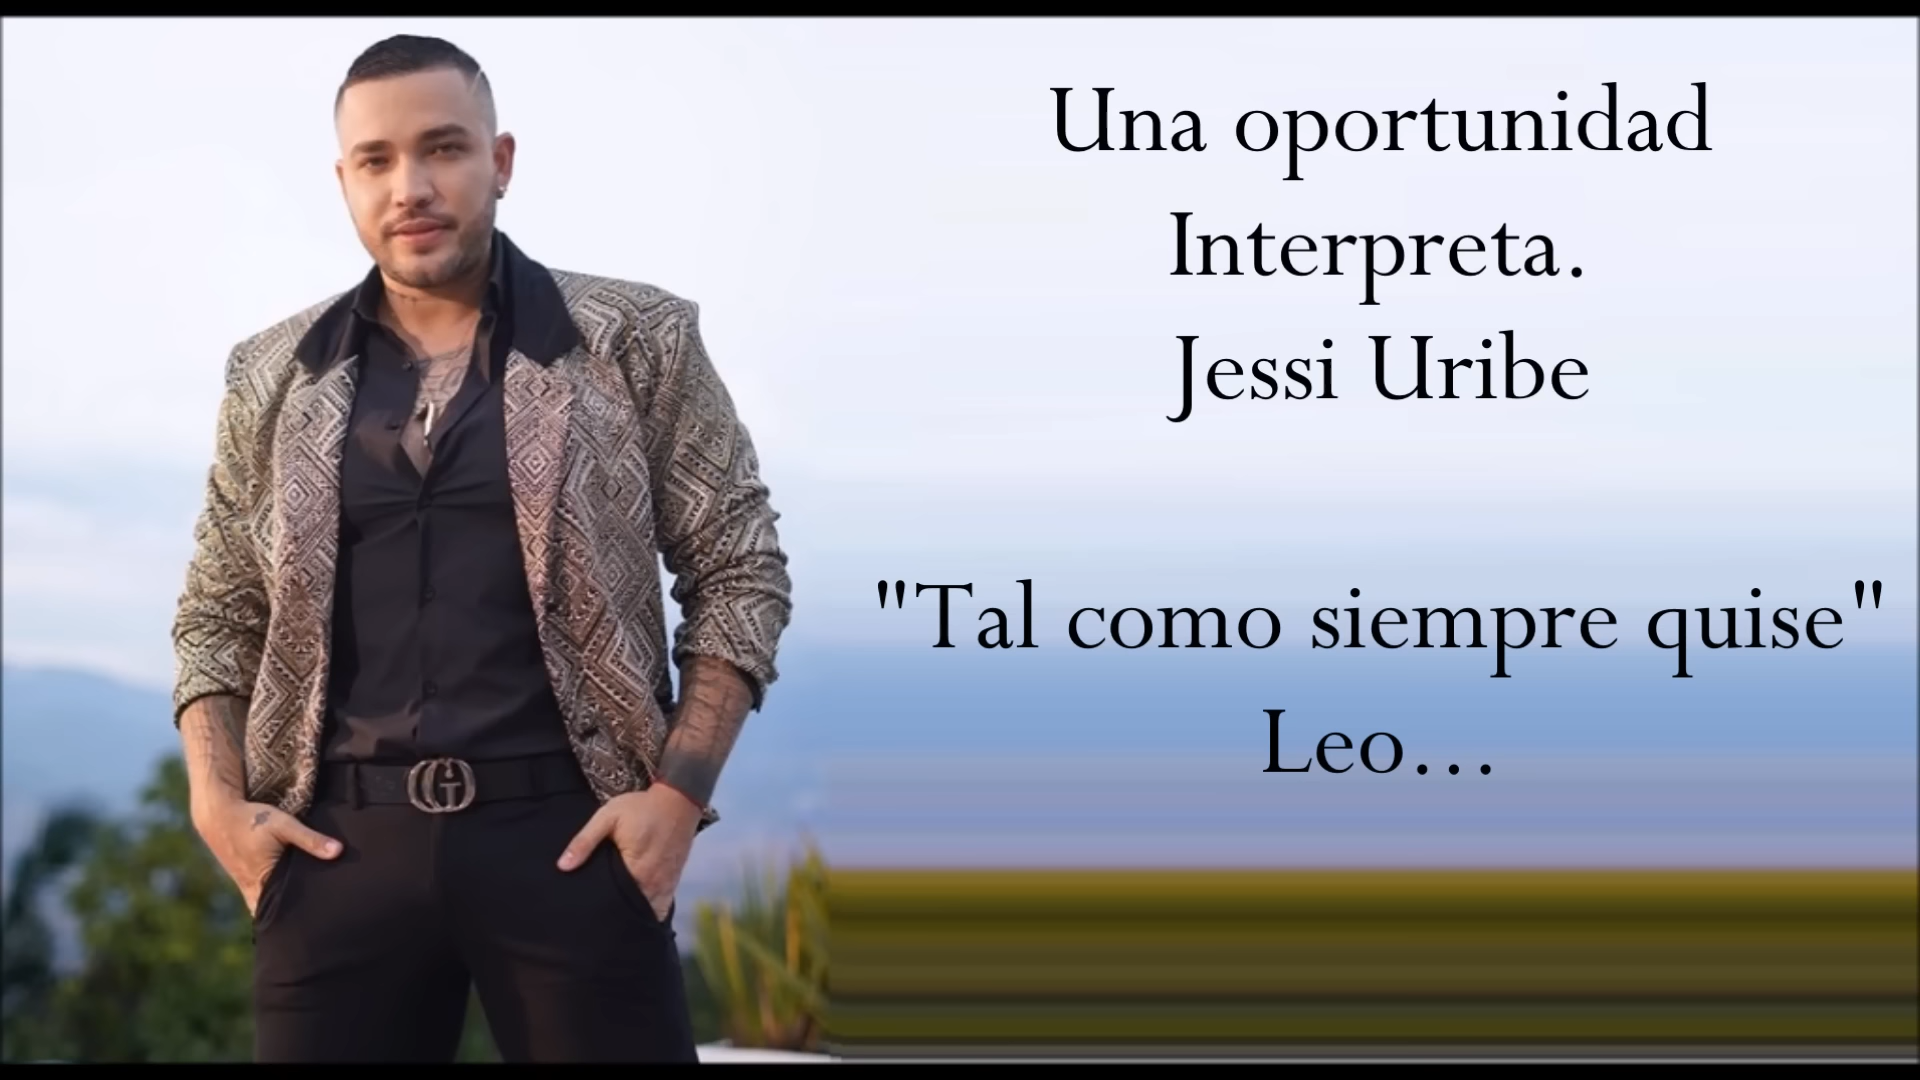 Una oportunidad
Interpreta.
Jessi Uribe
"Tal como siempre quise"
Leo...